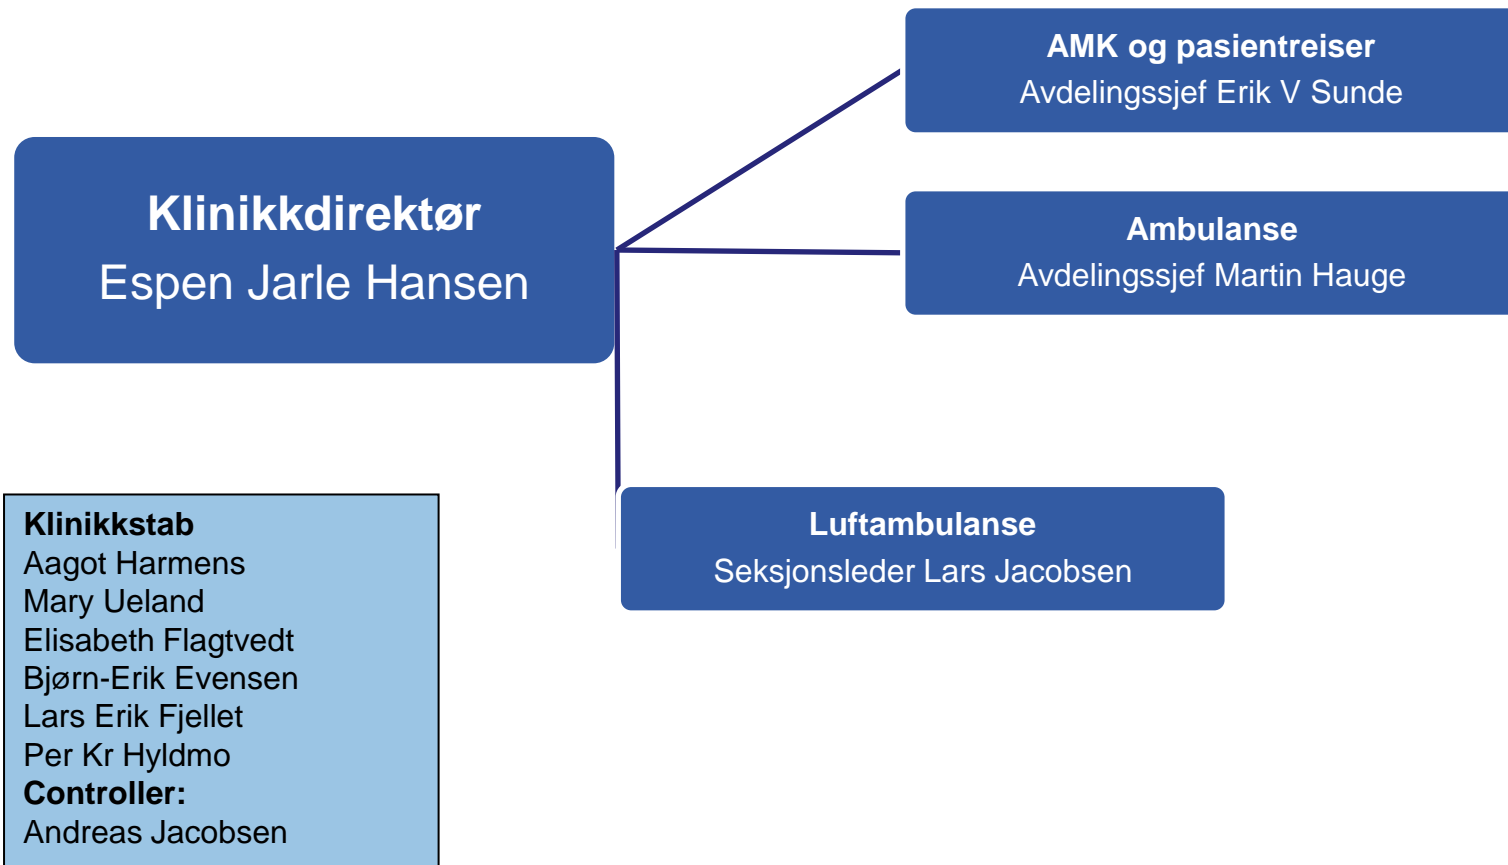 AMK og pasientreiser
Avdelingssjef Erik V Sunde
Klinikkdirektør
Espen Jarle Hansen
Ambulanse
Avdelingssjef Martin Hauge
Luftambulanse
Seksjonsleder Lars Jacobsen
Klinikkstab
Aagot Harmens
Mary Ueland
Elisabeth Flagtvedt
Bjørn-Erik Evensen
Lars Erik Fjellet
Per Kr Hyldmo
Controller:
Andreas Jacobsen